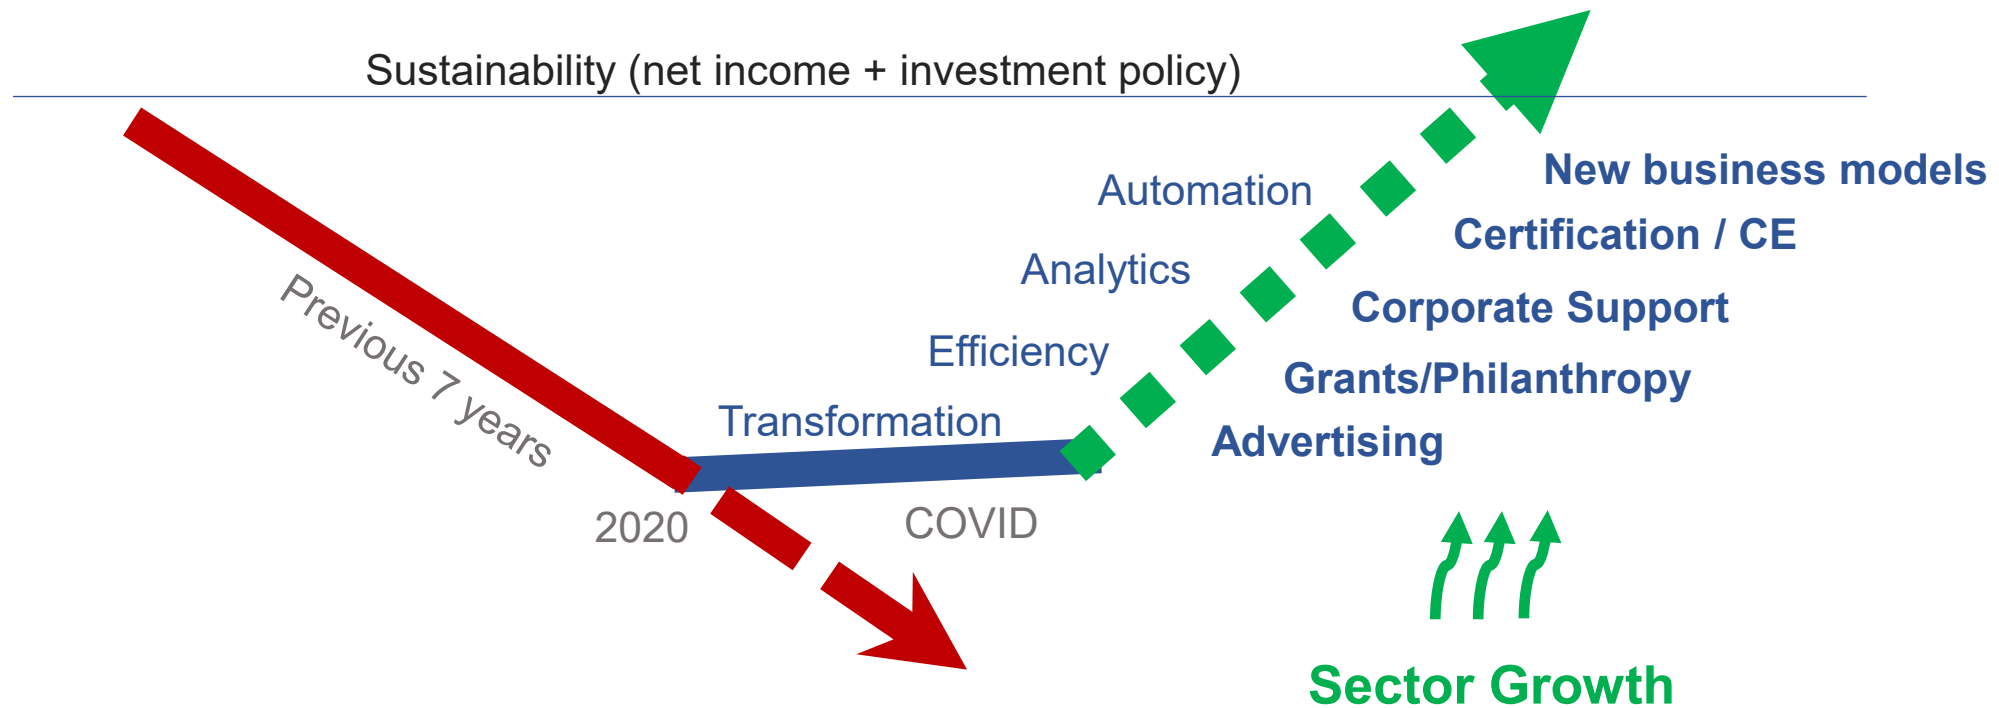 Sustainability (net income + investment policy)
Previous 7 years
2020
COVID
Transformation
Efficiency
Analytics
Automation
New business models
Certification / CE
Corporate Support
Grants/Philanthropy
Advertising
Sector Growth